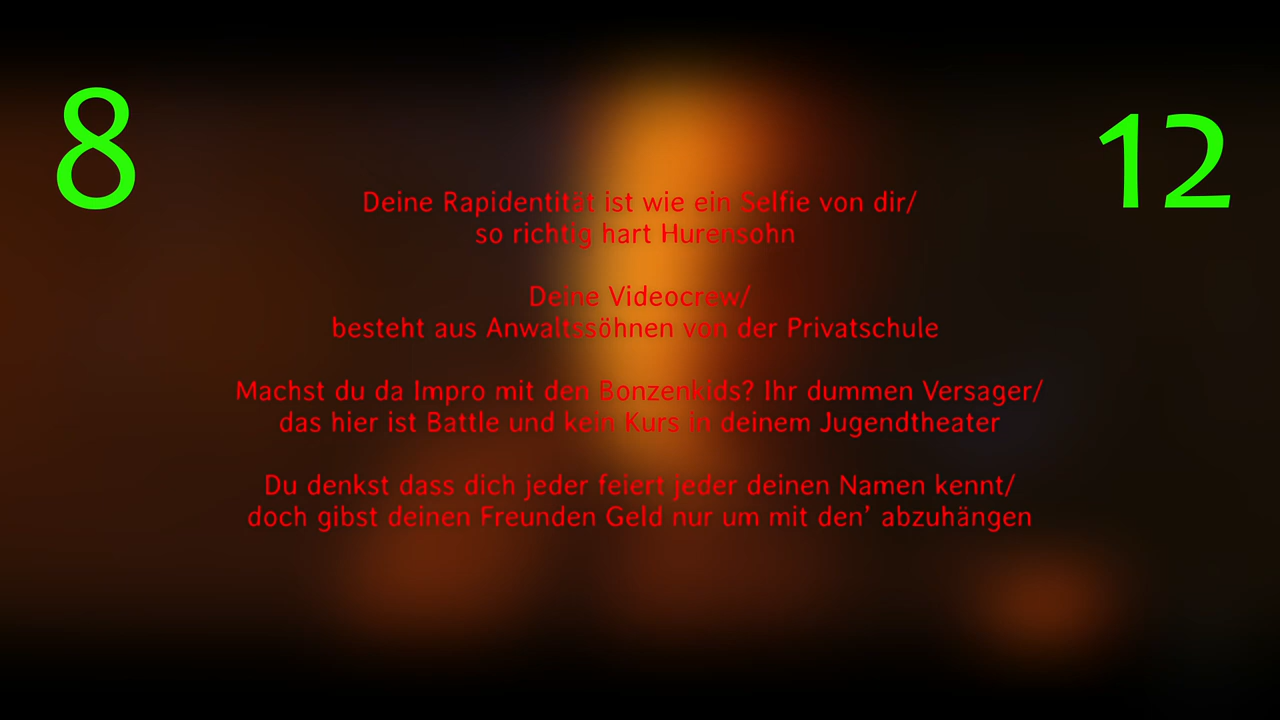 8
12
Deine Rapidentität ist wie ein Selfie von dir/
so richtig hart Hurensohn
Deine Videocrew/
besteht aus Anwaltssöhnen von der Privatschule
Machst du da Impro mit den Bonzenkids? Ihr dummen Versager/
das hier ist Battle und kein Kurs in deinem Jugendtheater
Du denkst dass dich jeder feiert jeder deinen Namen kennt/
doch gibst deinen Freunden Geld nur um mit den’ abzuhängen